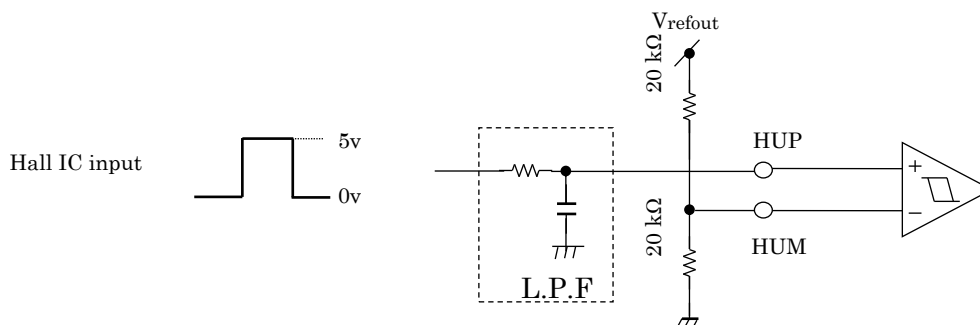 Vrefout
20 kΩ
5v
Hall IC input
0v
HUP
+
−
20 kΩ
HUM
L.P.F